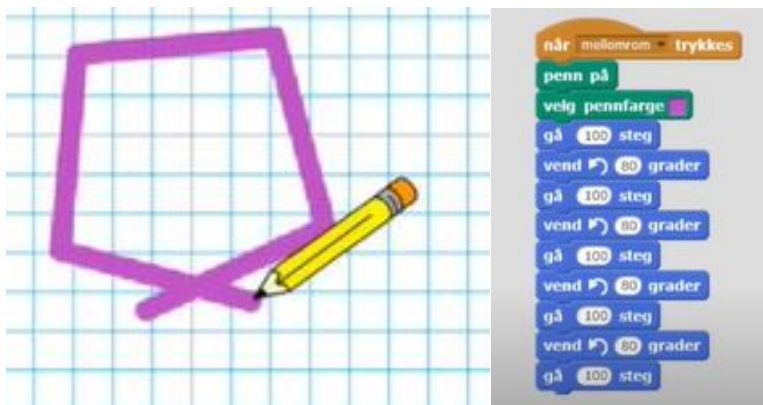 når mellomrom trykkes
penn på
velg pennfarge
gå 100 steg
vend 80 grader
gå 100 steg
vend 80 grader
gå 100 steg
vend 80 grader
gå 100 steg
vend 80 grader
gå 100 steg